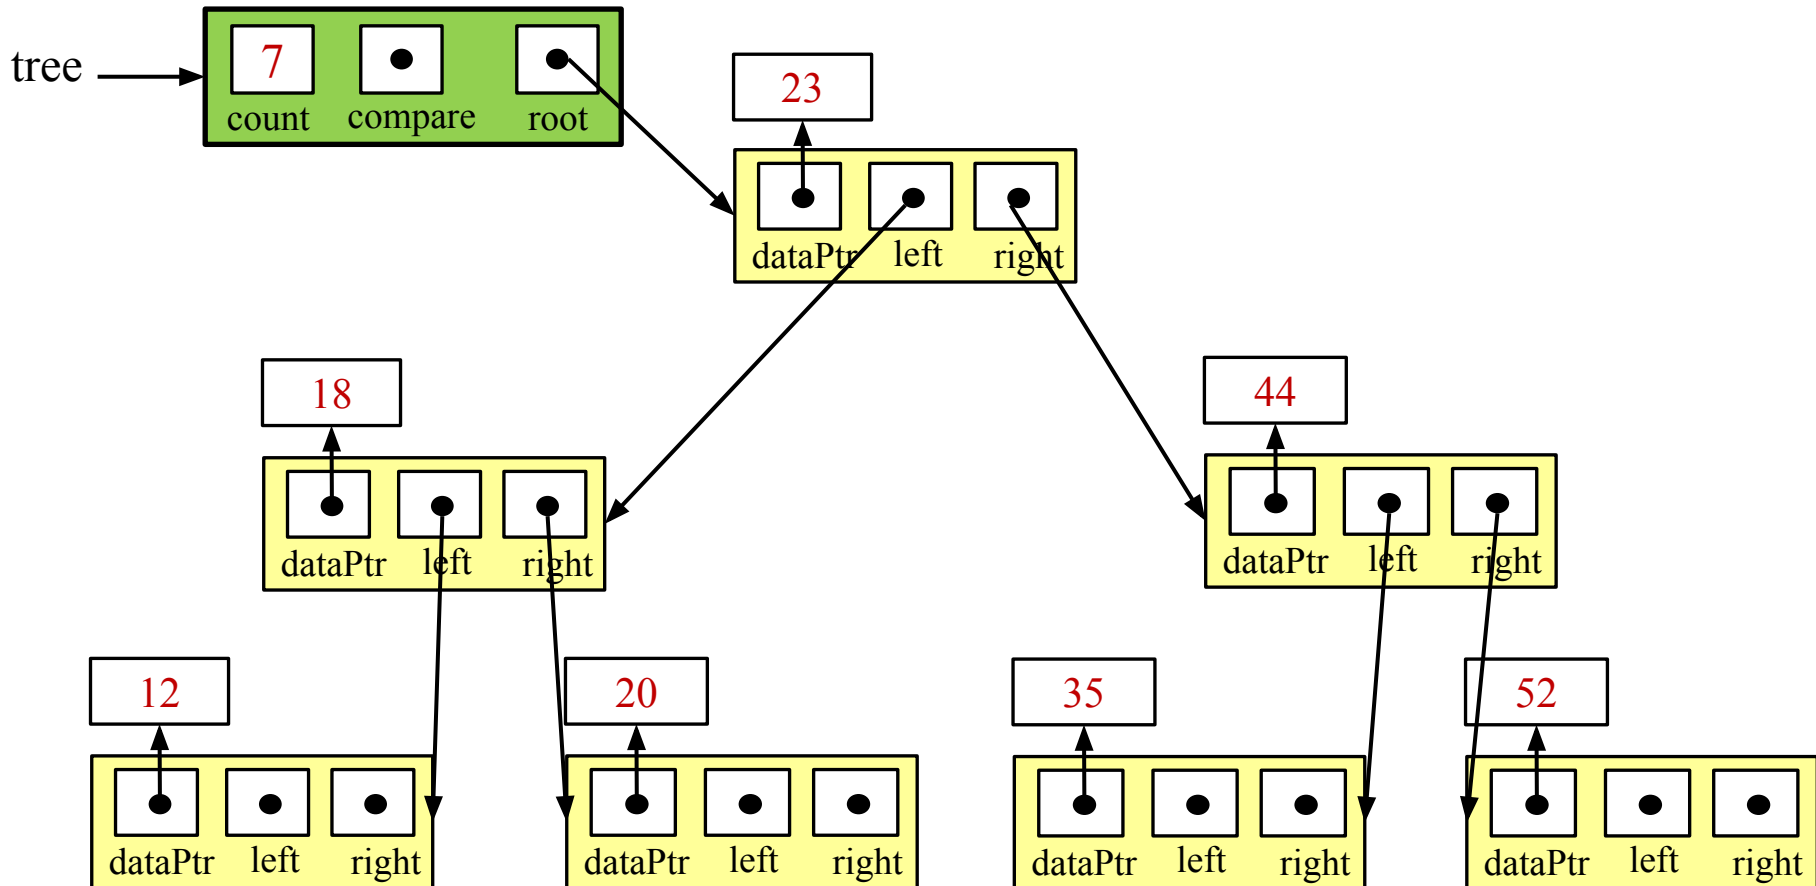 tree
7
count compare root
23
dataPtr left right
18
44
dataPtr left right
dataPtr left right
12
20
35
52
dataPtr left right
dataPtr left right
dataPtr left right
dataPtr left right